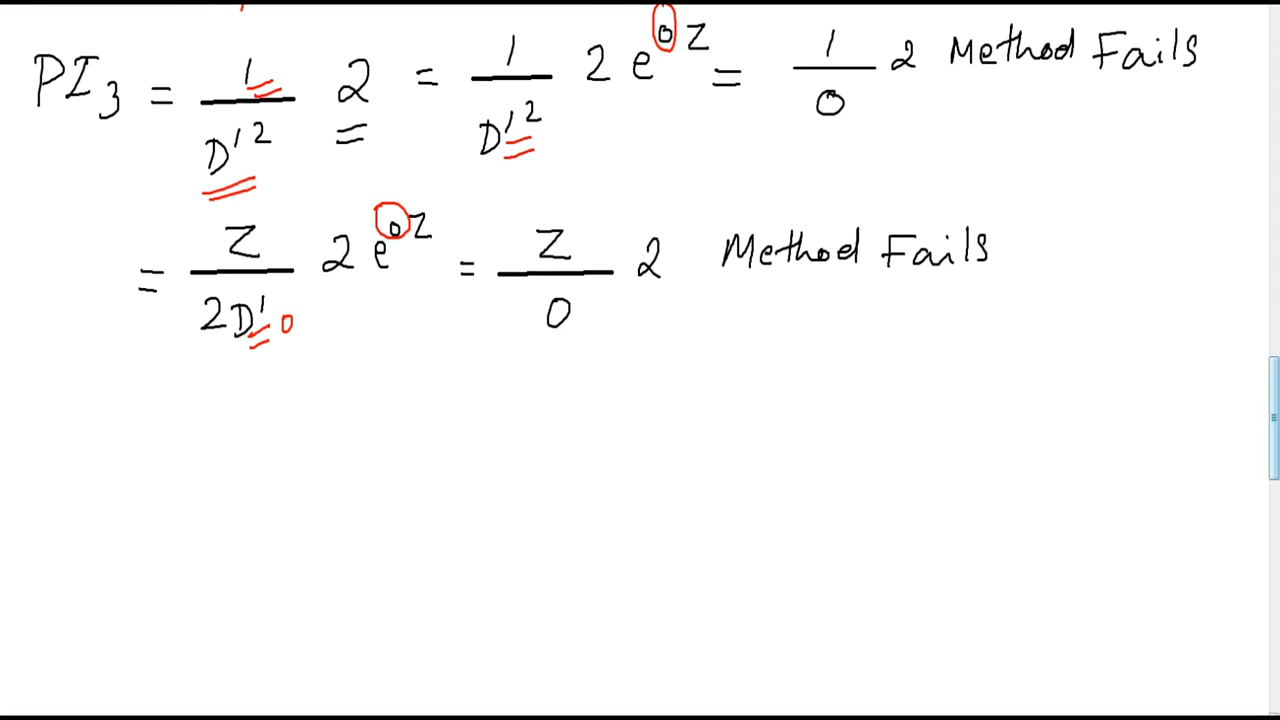 PI₃ = 1/D'² 2 = 1/D'² 2 e^{0z} = 1/0 2 Method Fails
= z/2D' 0 2 e^{0z} = z/0 2 Method Fails